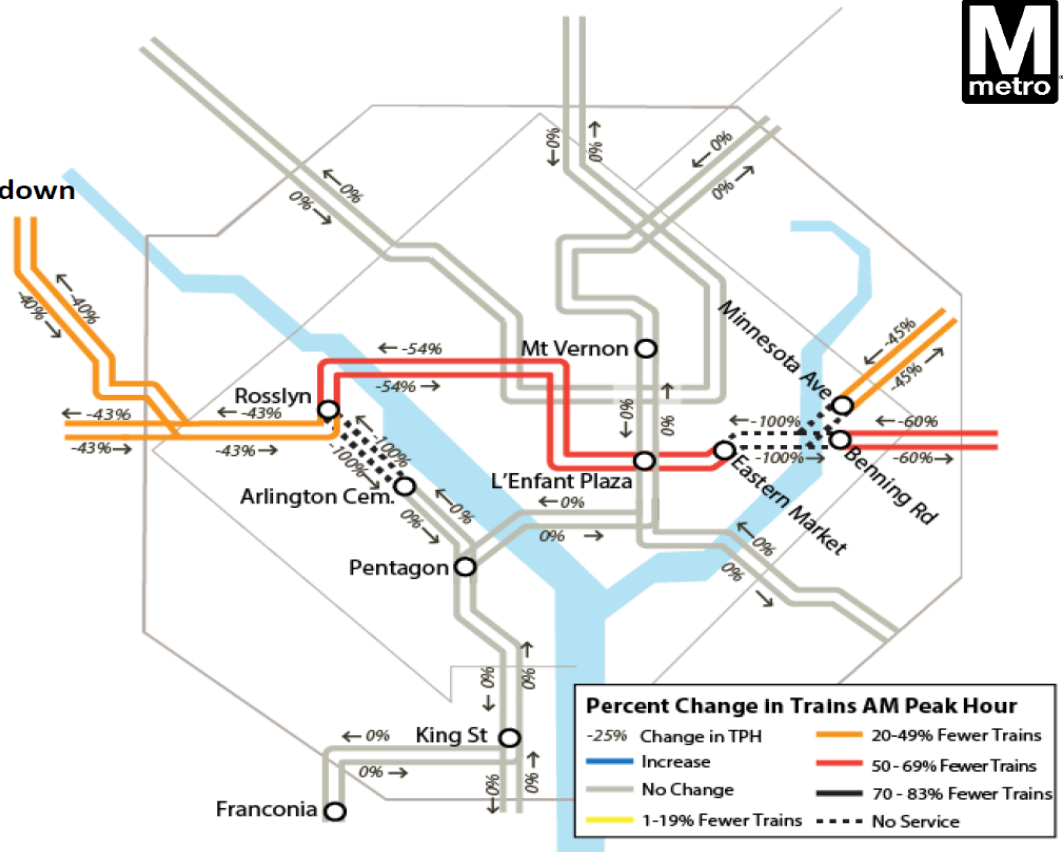 M
metro
down
←0%
0%→
←0%
0%→
←0%
0%→
←-40%
-40%→
←-43%
-43%→
←-43%
-43%→
Rosslyn
←-54%
-54%→
Mt Vernon
←0%
0%→
Minnesota Ave
←-45%
-45%→
←-100%
-100%→
←-60%
-60%→
Benning Rd
Eastern Market
L'Enfant Plaza
←-100%
-100%→
Arlington Cem.
←0%
0%→
←0%
0%→
←0%
0%→
Pentagon
←0%
0%→
King St
←0%
0%→
←0%
0%→
Franconia
Percent Change in Trains AM Peak Hour
-25% Change in TPH
Increase
No Change
1-19% Fewer Trains
20-49% Fewer Trains
50 - 69% Fewer Trains
70 - 83% Fewer Trains
No Service